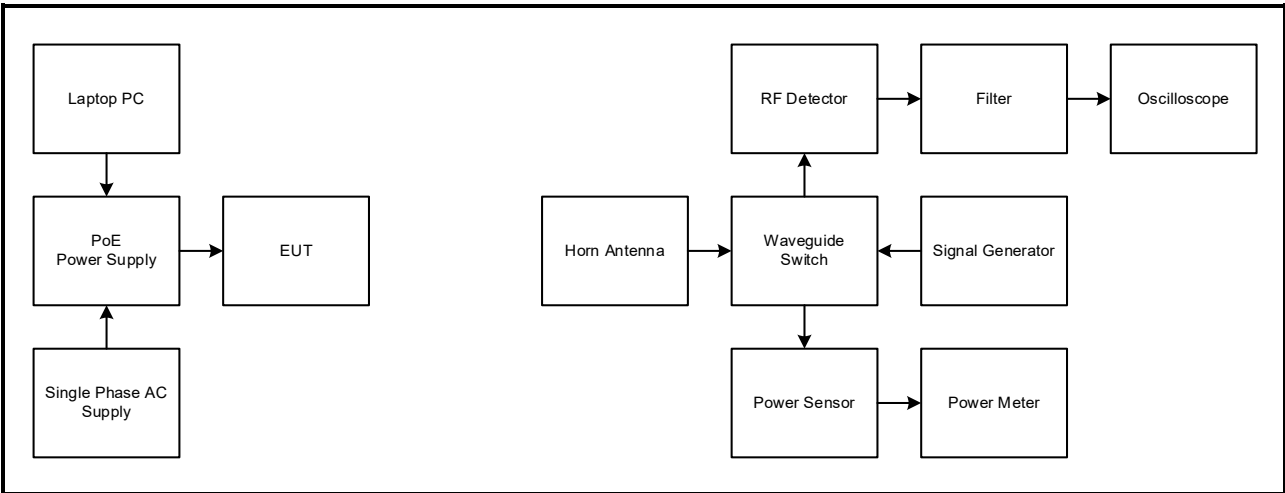 Laptop PC
RF Detector
Filter
Oscilloscope
PoE
Power Supply
EUT
Horn Antenna
Waveguide
Switch
Signal Generator
Single Phase AC
Supply
Power Sensor
Power Meter